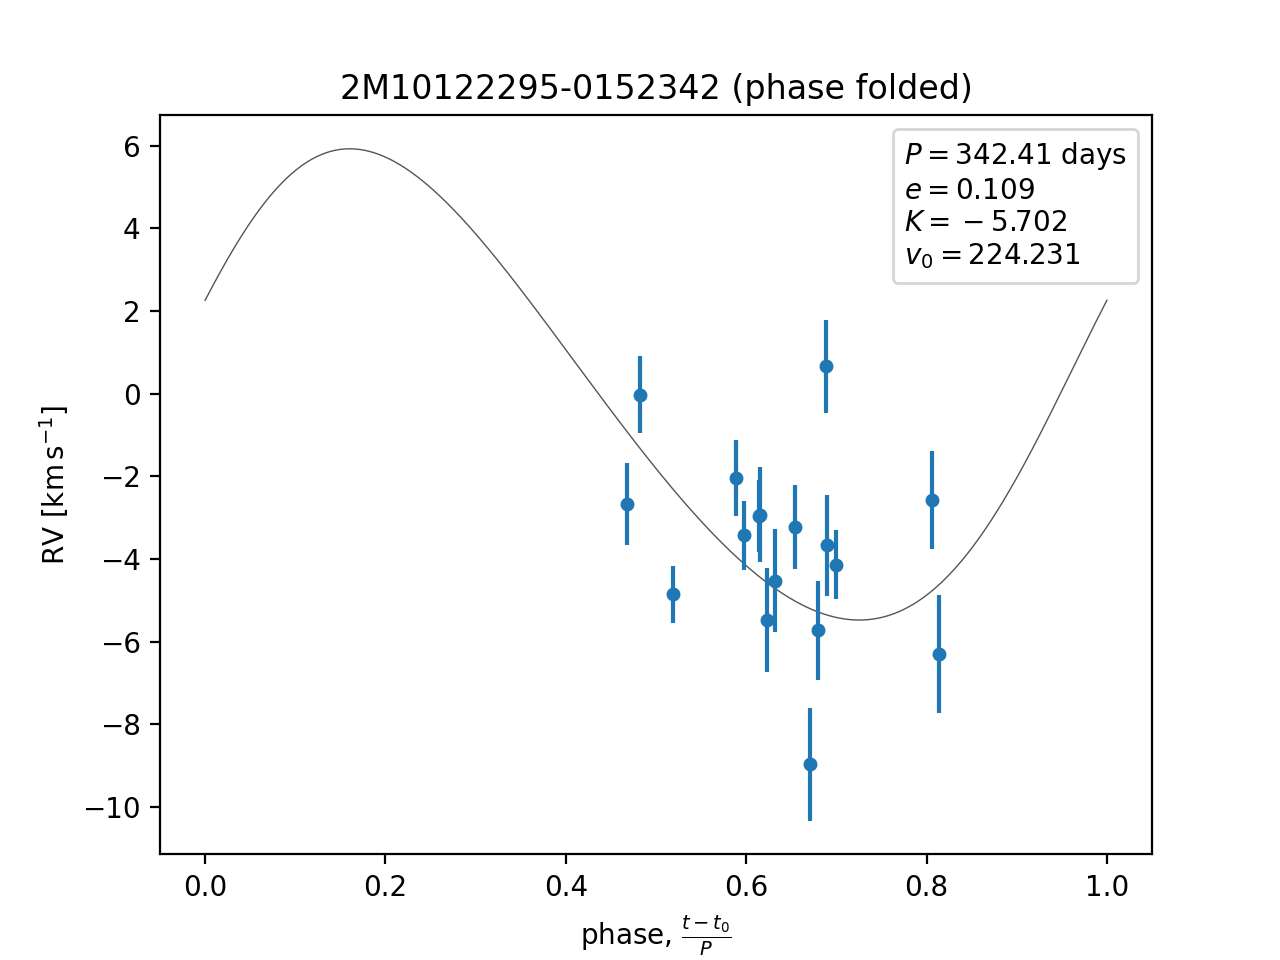 2M10122295-0152342 (phase folded)
P = 342.41 days
e = 0.109
K = −5.702
v₀ = 224.231
RV [km s⁻¹]
6
4
2
0
−2
−4
−6
−8
−10
0.0 0.2 0.4 0.6 0.8 1.0
phase, (t − t₀)/P